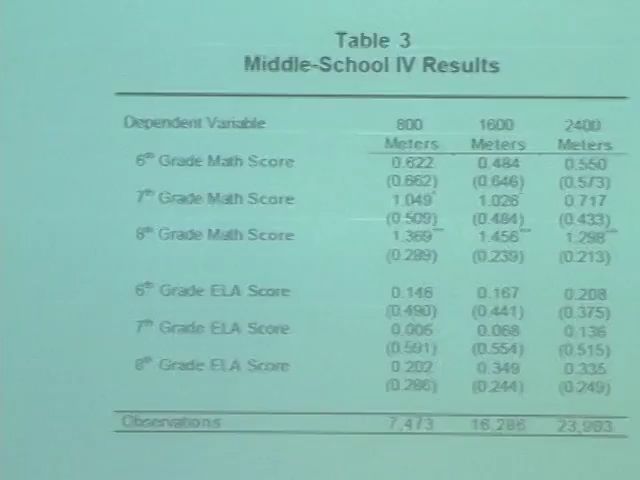 Table 3
Middle-School IV Results
Dependent Variable 800 1600 2400
Meters Meters Meters
6th Grade Math Score 0.622 0.484 0.550
(0.662) (0.646) (0.573)
7th Grade Math Score 1.049* 1.026* 0.717
(0.509) (0.484) (0.433)
8th Grade Math Score 1.369*** 1.456*** 1.298***
(0.299) (0.239) (0.213)
6th Grade ELA Score 0.146 0.167 0.208
(0.490) (0.441) (0.375)
7th Grade ELA Score 0.006 0.068 0.136
(0.591) (0.554) (0.515)
8th Grade ELA Score 0.202 0.349 0.335
(0.286) (0.244) (0.249)
Observations 7,473 16,286